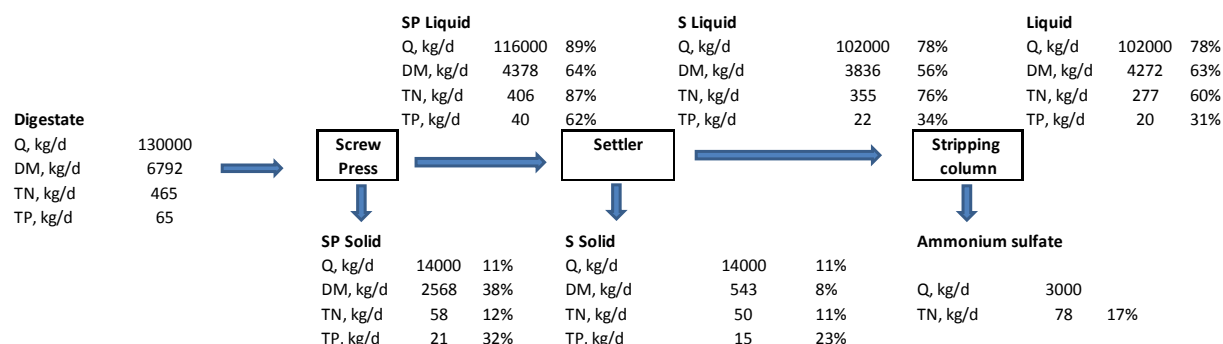 SP Liquid
Q, kg/d 116000 89%
DM, kg/d 4378 64%
TN, kg/d 406 87%
TP, kg/d 40 62%
S Liquid
Q, kg/d 102000 78%
DM, kg/d 3836 56%
TN, kg/d 355 76%
TP, kg/d 22 34%
Liquid
Q, kg/d 102000 78%
DM, kg/d 4272 63%
TN, kg/d 277 60%
TP, kg/d 20 31%
Digestate
Q, kg/d 130000
DM, kg/d 6792
TN, kg/d 465
TP, kg/d 65
Screw
Press
Settler
Stripping
column
SP Solid
Q, kg/d 14000 11%
DM, kg/d 2568 38%
TN, kg/d 58 12%
TP, kg/d 21 32%
S Solid
Q, kg/d 14000 11%
DM, kg/d 543 8%
TN, kg/d 50 11%
TP, kg/d 15 23%
Ammonium sulfate
Q, kg/d 3000
TN, kg/d 78 17%